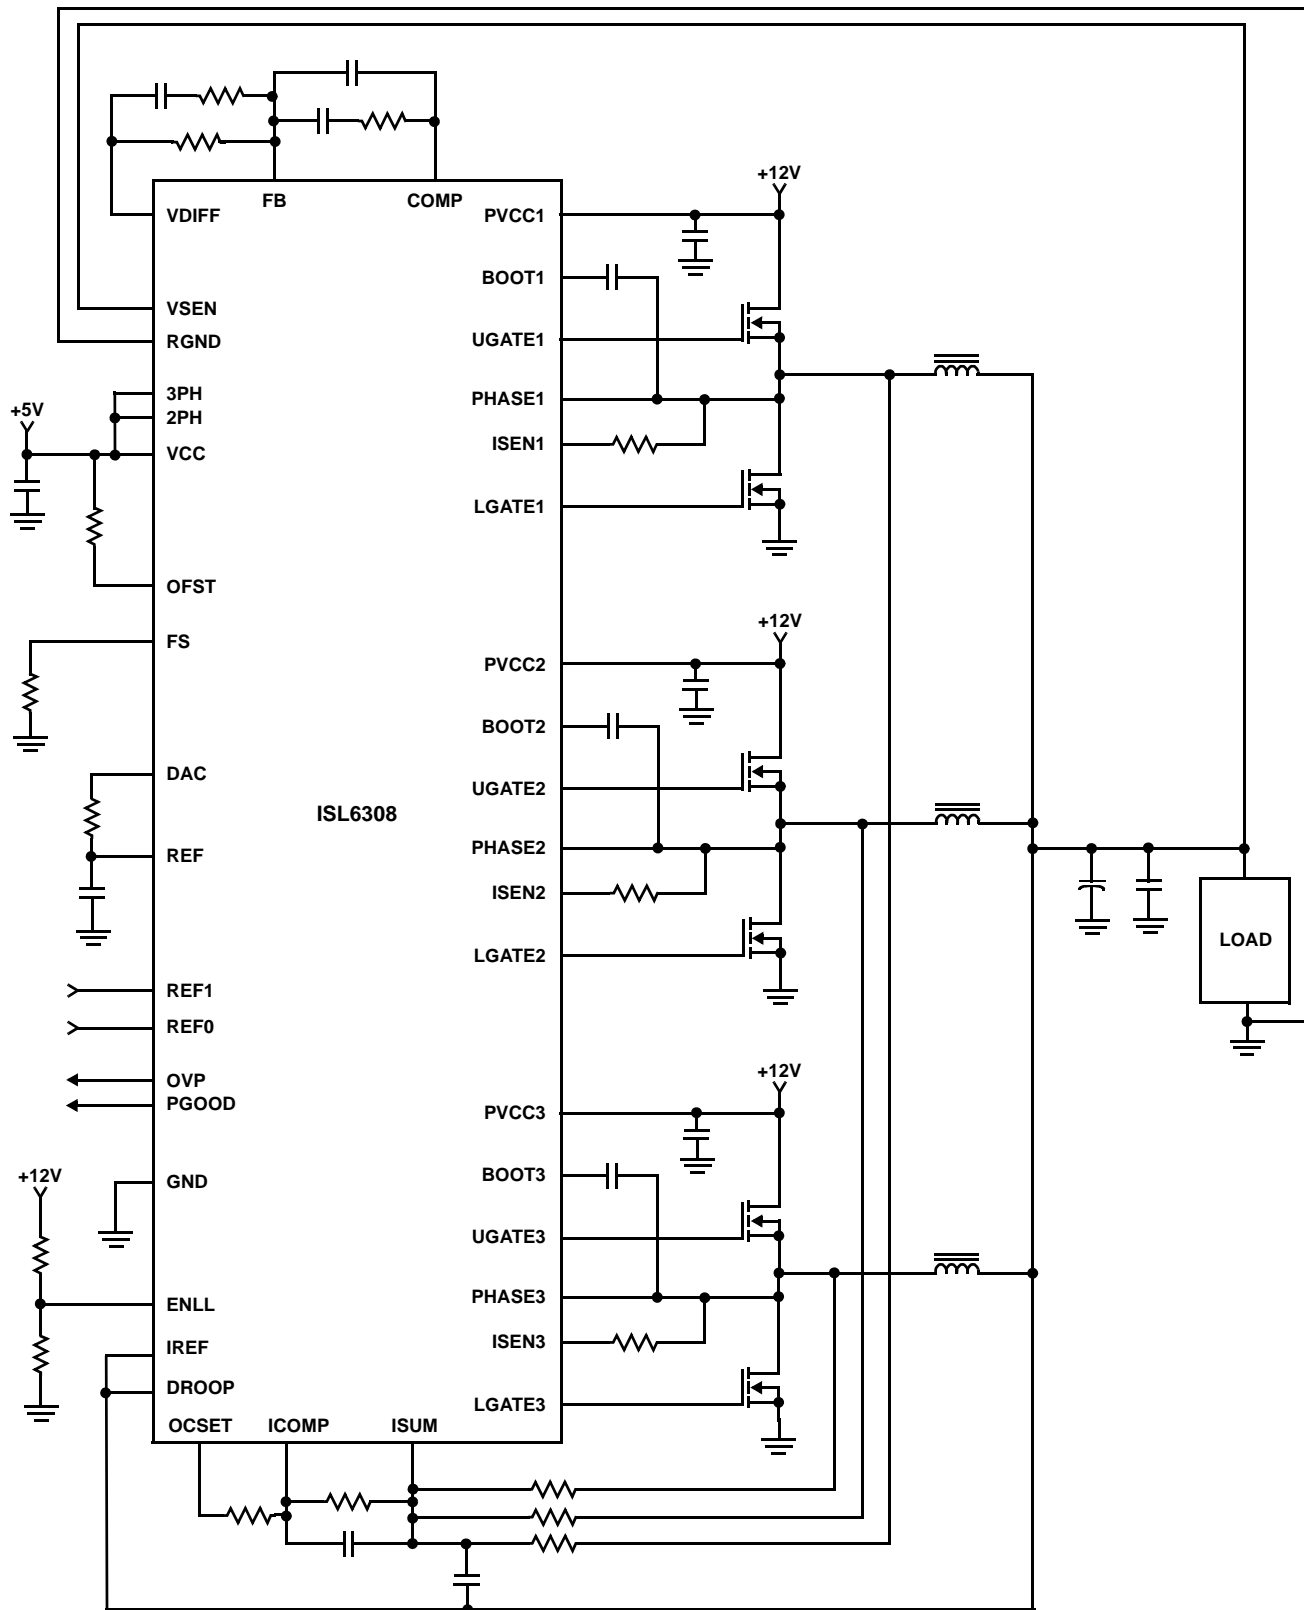 FB
COMP
VDIFF
VSEN
RGND
3PH
2PH
VCC
+5V
OFST
FS
DAC
REF
REF1
REF0
OVP
PGOOD
GND
+12V
ENLL
IREF
DROOP
OCSET
ICOMP
ISUM
ISL6308
+12V
PVCC1
BOOT1
UGATE1
PHASE1
ISEN1
LGATE1
+12V
PVCC2
BOOT2
UGATE2
PHASE2
ISEN2
LGATE2
+12V
PVCC3
BOOT3
UGATE3
PHASE3
ISEN3
LGATE3
LOAD